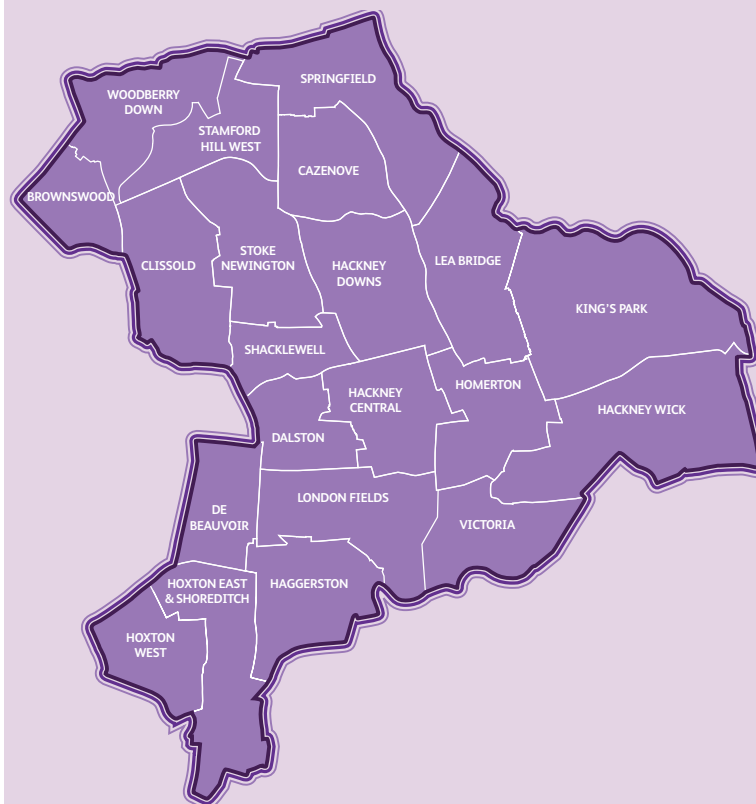 SPRINGFIELD
WOODBERRY
DOWN
STAMFORD
HILL WEST
CAZENOVE
BROWNSWOOD
CLISSOLD
STOKE
NEWINGTON
HACKNEY
DOWNS
LEA BRIDGE
KING'S PARK
SHACKLEWELL
HOMERTON
HACKNEY
CENTRAL
HACKNEY WICK
DALSTON
LONDON FIELDS
DE
BEAUVOIR
VICTORIA
HOXTON EAST
& SHOREDITCH
HAGGERSTON
HOXTON
WEST